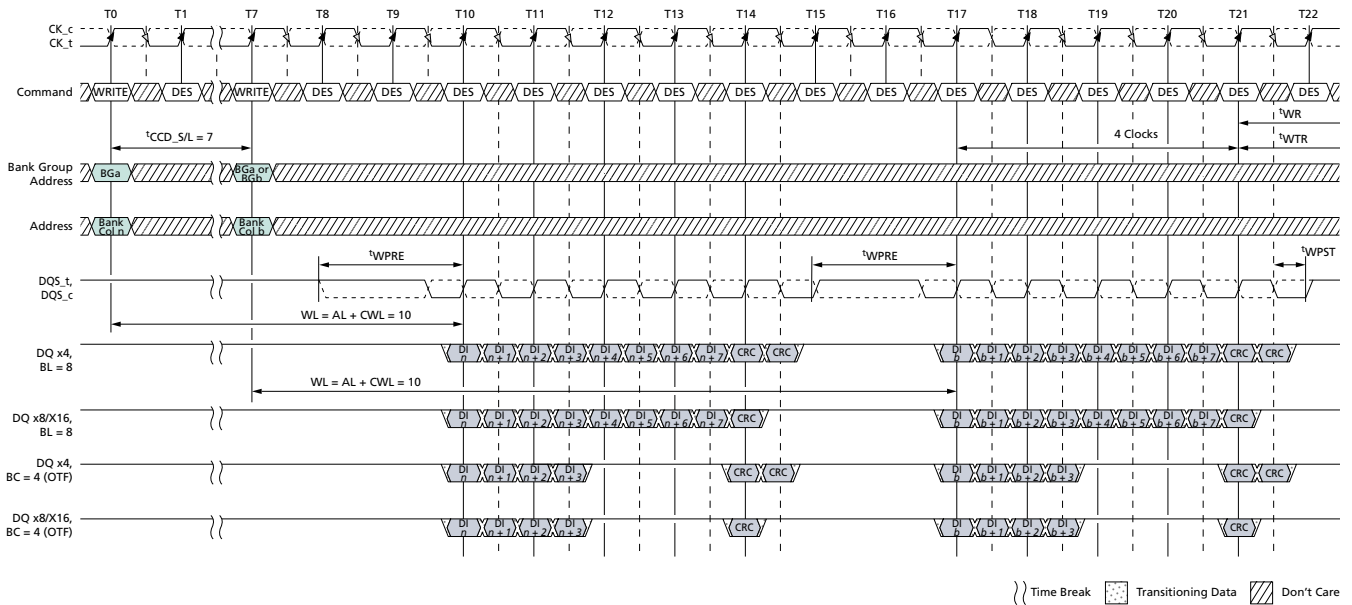 T0 T1 T7 T8 T9 T10 T11 T12 T13 T14 T15 T16 T17 T18 T19 T20 T21 T22
CK_c
CK_t
Command WRITE DES WRITE DES DES DES DES DES DES DES DES DES DES DES DES DES DES DES
tWR
tCCD_S/L = 7
4 Clocks
tWTR
Bank Group
Address
BGa
BGa or
BGb
Address
Bank
Col n
Bank
Col b
tWPRE tWPRE tWPST
DQS_t,
DQS_c
WL = AL + CWL = 10
DQ x4,
BL = 8
DI n DI n + 1 DI n + 2 DI n + 3 DI n + 4 DI n + 5 DI n + 6 DI n + 7 CRC CRC DI b DI b + 1 DI b + 2 DI b + 3 DI b + 4 DI b + 5 DI b + 6 DI b + 7 CRC CRC
WL = AL + CWL = 10
DQ x8/X16,
BL = 8
DI n DI n + 1 DI n + 2 DI n + 3 DI n + 4 DI n + 5 DI n + 6 DI n + 7 CRC DI b DI b + 1 DI b + 2 DI b + 3 DI b + 4 DI b + 5 DI b + 6 DI b + 7 CRC
DQ x4,
BC = 4 (OTF)
DI n DI n + 1 DI n + 2 DI n + 3 CRC CRC DI b DI b + 1 DI b + 2 DI b + 3 CRC CRC
DQ x8/X16,
BC = 4 (OTF)
DI n DI n + 1 DI n + 2 DI n + 3 CRC DI b DI b + 1 DI b + 2 DI b + 3 CRC
Time Break Transitioning Data Don't Care